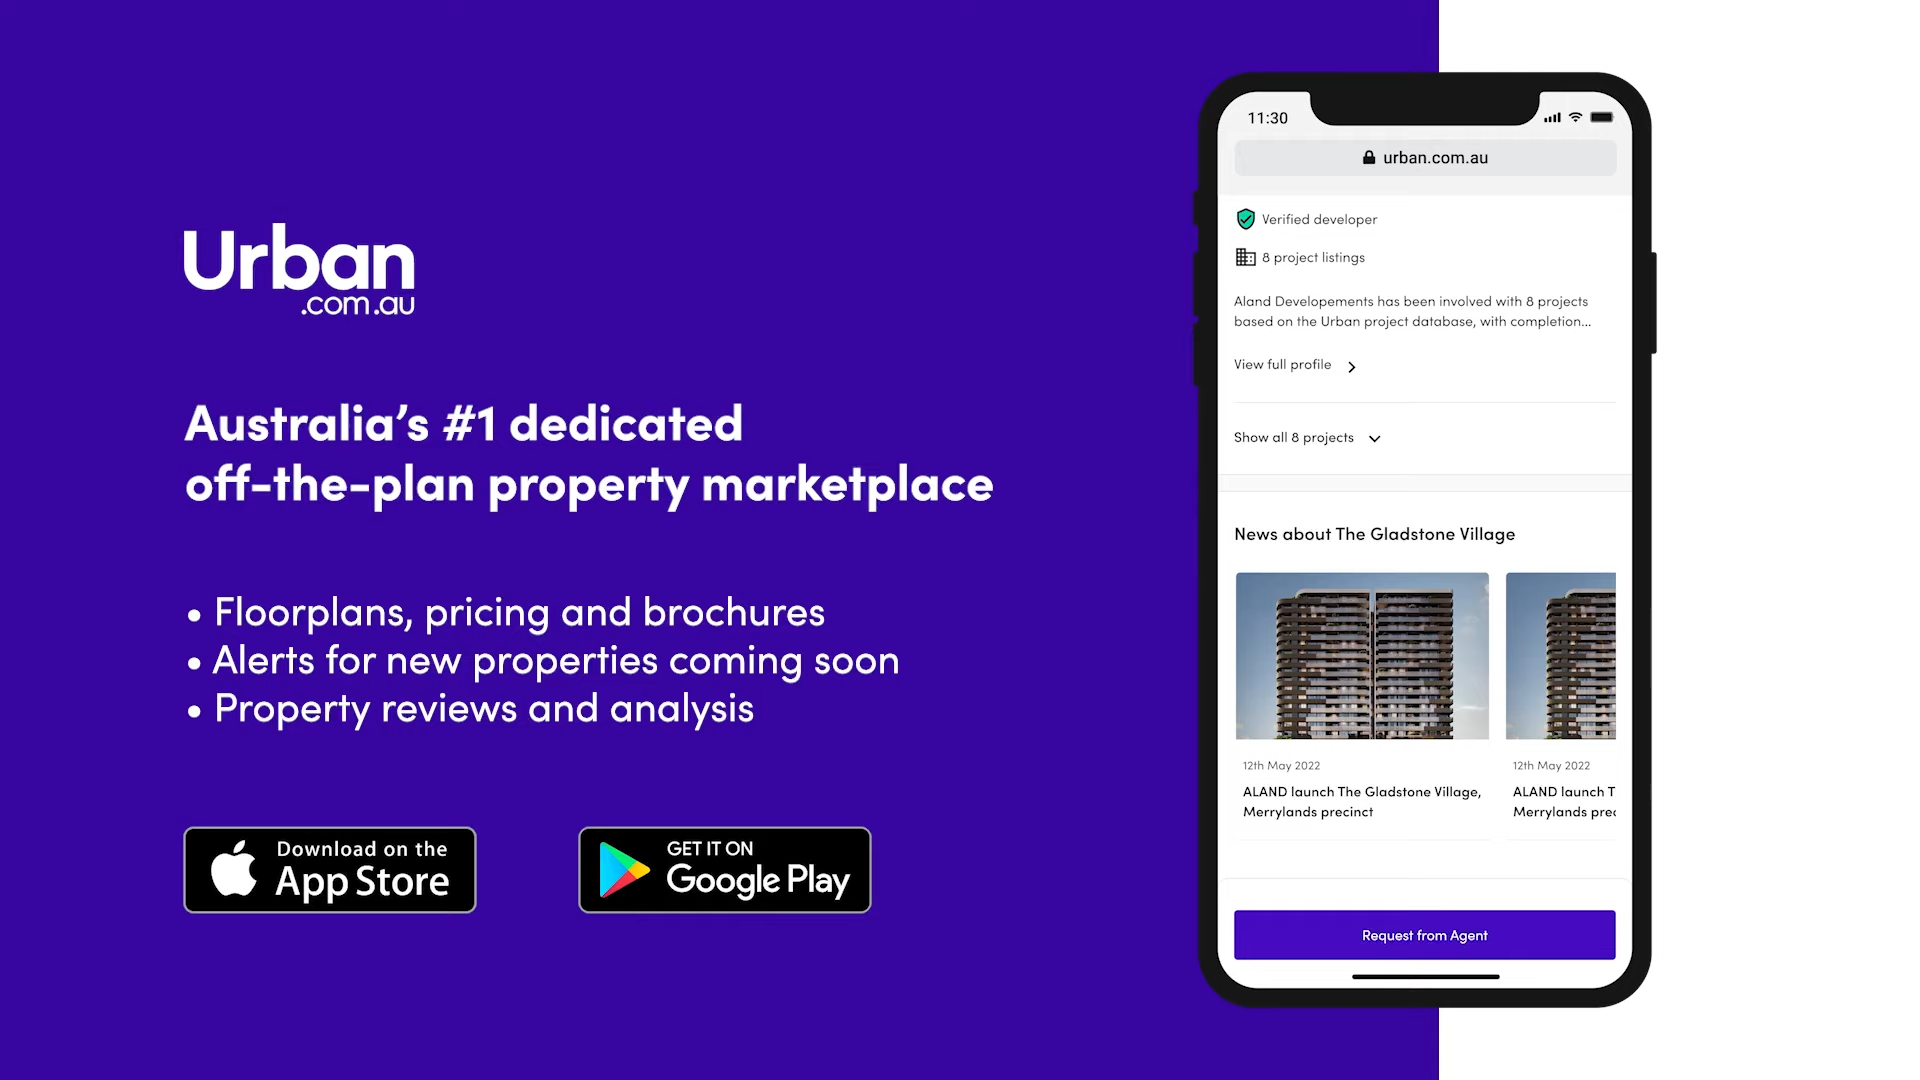 Urban
.com.au
Australia’s #1 dedicated
off-the-plan property marketplace
• Floorplans, pricing and brochures
• Alerts for new properties coming soon
• Property reviews and analysis
Download on the
App Store
GET IT ON
Google Play
11:30
urban.com.au
Verified developer
8 project listings
Aland Developements has been involved with 8 projects
based on the Urban project database, with completion...
View full profile
Show all 8 projects
News about The Gladstone Village
12th May 2022
ALAND launch The Gladstone Village,
Merrylands precinct
12th May 2022
ALAND launch T
Merrylands prec
Request from Agent